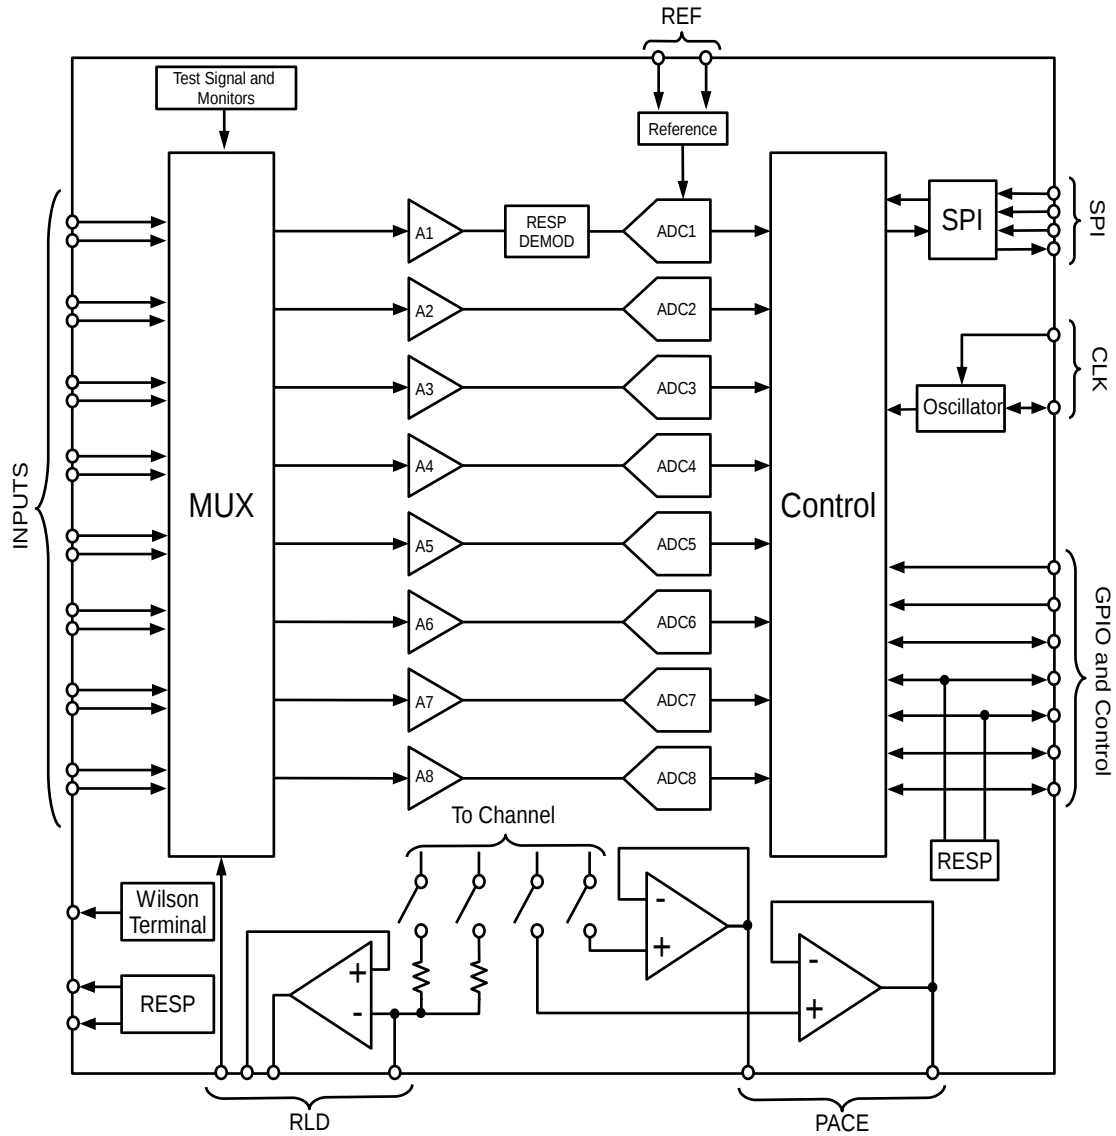 REF
Test Signal and
Monitors
Reference
A1
RESP
DEMOD
ADC1
SPI
SPI
A2
ADC2
A3
ADC3
Oscillator
CLK
A4
ADC4
INPUTS
MUX
Control
A5
ADC5
A6
ADC6
GPIO and Control
A7
ADC7
A8
ADC8
To Channel
RESP
Wilson
Terminal
-
+
-
+
RESP
+
-
RLD
PACE